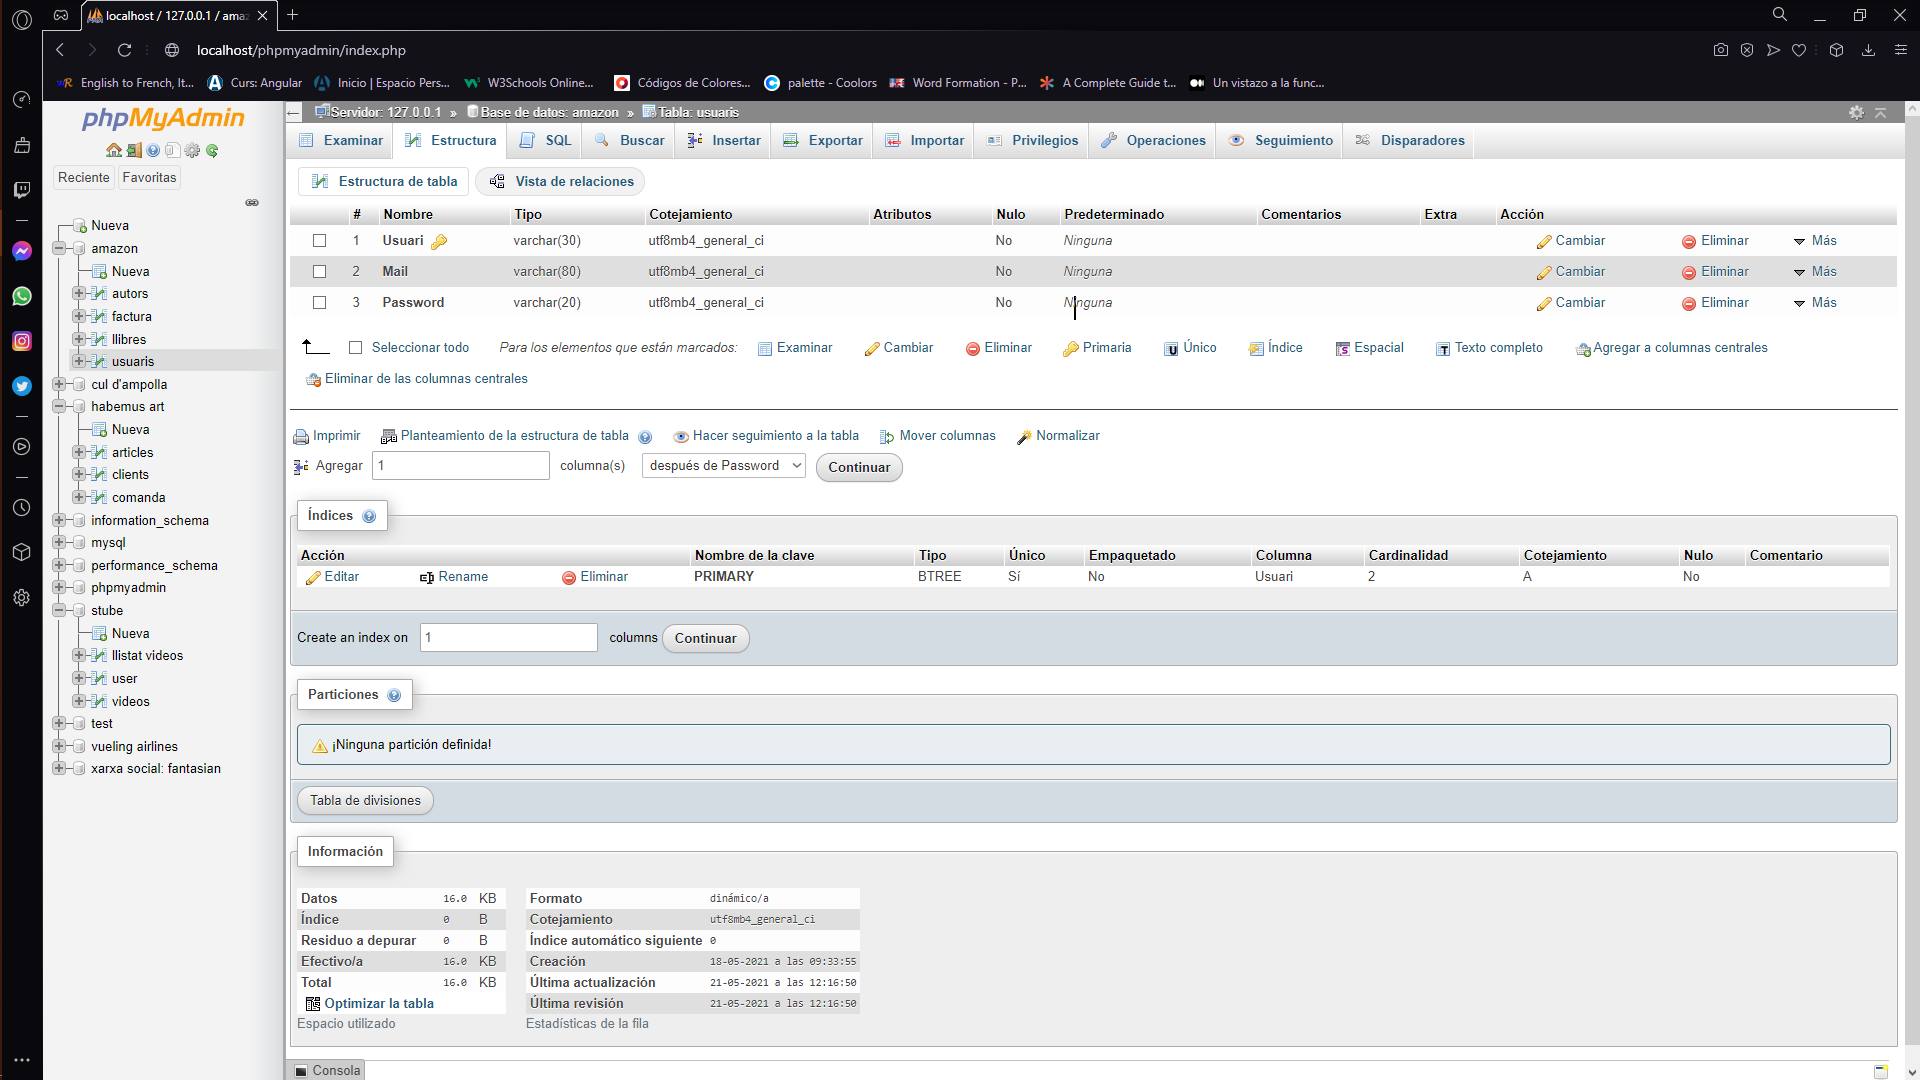 localhost / 127.0.0.1 / amaz
localhost/phpmyadmin/index.php
English to French, It... Curs: Angular Inicio | Espacio Pers... W3Schools Online... Códigos de Colores... palette - Coolors Word Formation - P... A Complete Guide t... Un vistazo a la func...
phpMyAdmin
Reciente Favoritas
Nueva
amazon
Nueva
autors
factura
llibres
usuaris
cul d'ampolla
habemus art
Nueva
articles
clients
comanda
information_schema
mysql
performance_schema
phpmyadmin
stube
Nueva
llistat videos
user
videos
test
vueling airlines
xarxa social: fantasian
Servidor: 127.0.0.1 » Base de datos: amazon » Tabla: usuaris
Examinar Estructura SQL Buscar Insertar Exportar Importar Privilegios Operaciones Seguimiento Disparadores
Estructura de tabla Vista de relaciones
# Nombre Tipo Cotejamiento Atributos Nulo Predeterminado Comentarios Extra Acción
1 Usuari varchar(30) utf8mb4_general_ci No Ninguna Cambiar Eliminar Más
2 Mail varchar(80) utf8mb4_general_ci No Ninguna Cambiar Eliminar Más
3 Password varchar(20) utf8mb4_general_ci No Ninguna Cambiar Eliminar Más
Seleccionar todo Para los elementos que están marcados: Examinar Cambiar Eliminar Primaria Único Índice Espacial Texto completo Agregar a columnas centrales
Eliminar de las columnas centrales
Imprimir Planteamiento de la estructura de tabla Hacer seguimiento a la tabla Mover columnas Normalizar
Agregar 1 columna(s) después de Password Continuar
Índices
Acción Nombre de la clave Tipo Único Empaquetado Columna Cardinalidad Cotejamiento Nulo Comentario
Editar Rename Eliminar PRIMARY BTREE Sí No Usuari 2 A No
Create an index on 1 columns Continuar
Particiones
¡Ninguna partición definida!
Tabla de divisiones
Información
Datos 16.0 KB
Índice 0 B
Residuo a depurar 0 B
Efectivo/a 16.0 KB
Total 16.0 KB
Optimizar la tabla
Espacio utilizado
Formato dinámico/a
Cotejamiento utf8mb4_general_ci
Índice automático siguiente 0
Creación 18-05-2021 a las 09:33:55
Última actualización 21-05-2021 a las 12:16:50
Última revisión 21-05-2021 a las 12:16:50
Estadísticas de la fila
Consola